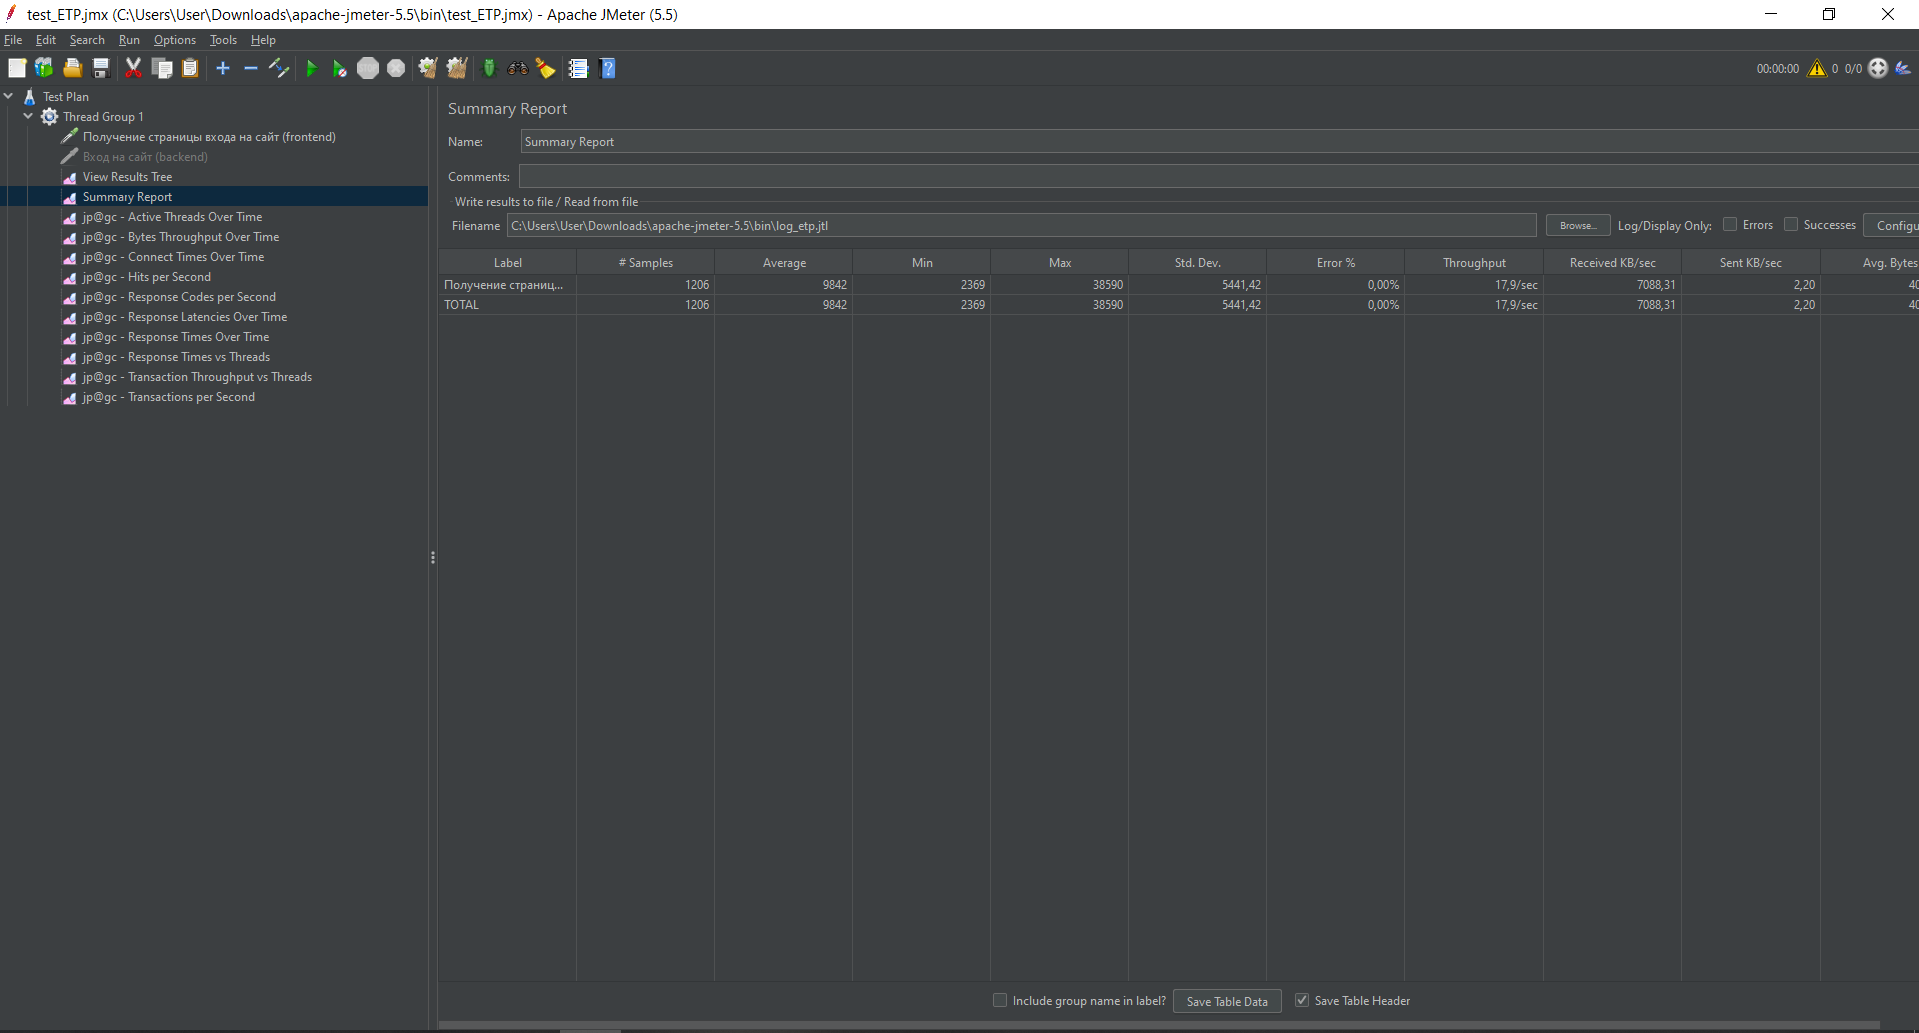 test_ETP.jmx (C:\Users\User\Downloads\apache-jmeter-5.5\bin\test_ETP.jmx) - Apache JMeter (5.5)
File Edit Search Run Options Tools Help
00:00:00 0 0/0
Test Plan
Thread Group 1
Получение страницы входа на сайт (frontend)
Вход на сайт (backend)
View Results Tree
Summary Report
jp@gc - Active Threads Over Time
jp@gc - Bytes Throughput Over Time
jp@gc - Connect Times Over Time
jp@gc - Hits per Second
jp@gc - Response Codes per Second
jp@gc - Response Latencies Over Time
jp@gc - Response Times Over Time
jp@gc - Response Times vs Threads
jp@gc - Transaction Throughput vs Threads
jp@gc - Transactions per Second
Summary Report
Name: Summary Report
Comments:
Write results to file / Read from file
Filename C:\Users\User\Downloads\apache-jmeter-5.5\bin\log_etp.jtl Browse... Log/Display Only: Errors Successes Configu
Label # Samples Average Min Max Std. Dev. Error % Throughput Received KB/sec Sent KB/sec Avg. Bytes
Получение страниц... 1206 9842 2369 38590 5441,42 0,00% 17,9/sec 7088,31 2,20 40
TOTAL 1206 9842 2369 38590 5441,42 0,00% 17,9/sec 7088,31 2,20 40
Include group name in label? Save Table Data Save Table Header